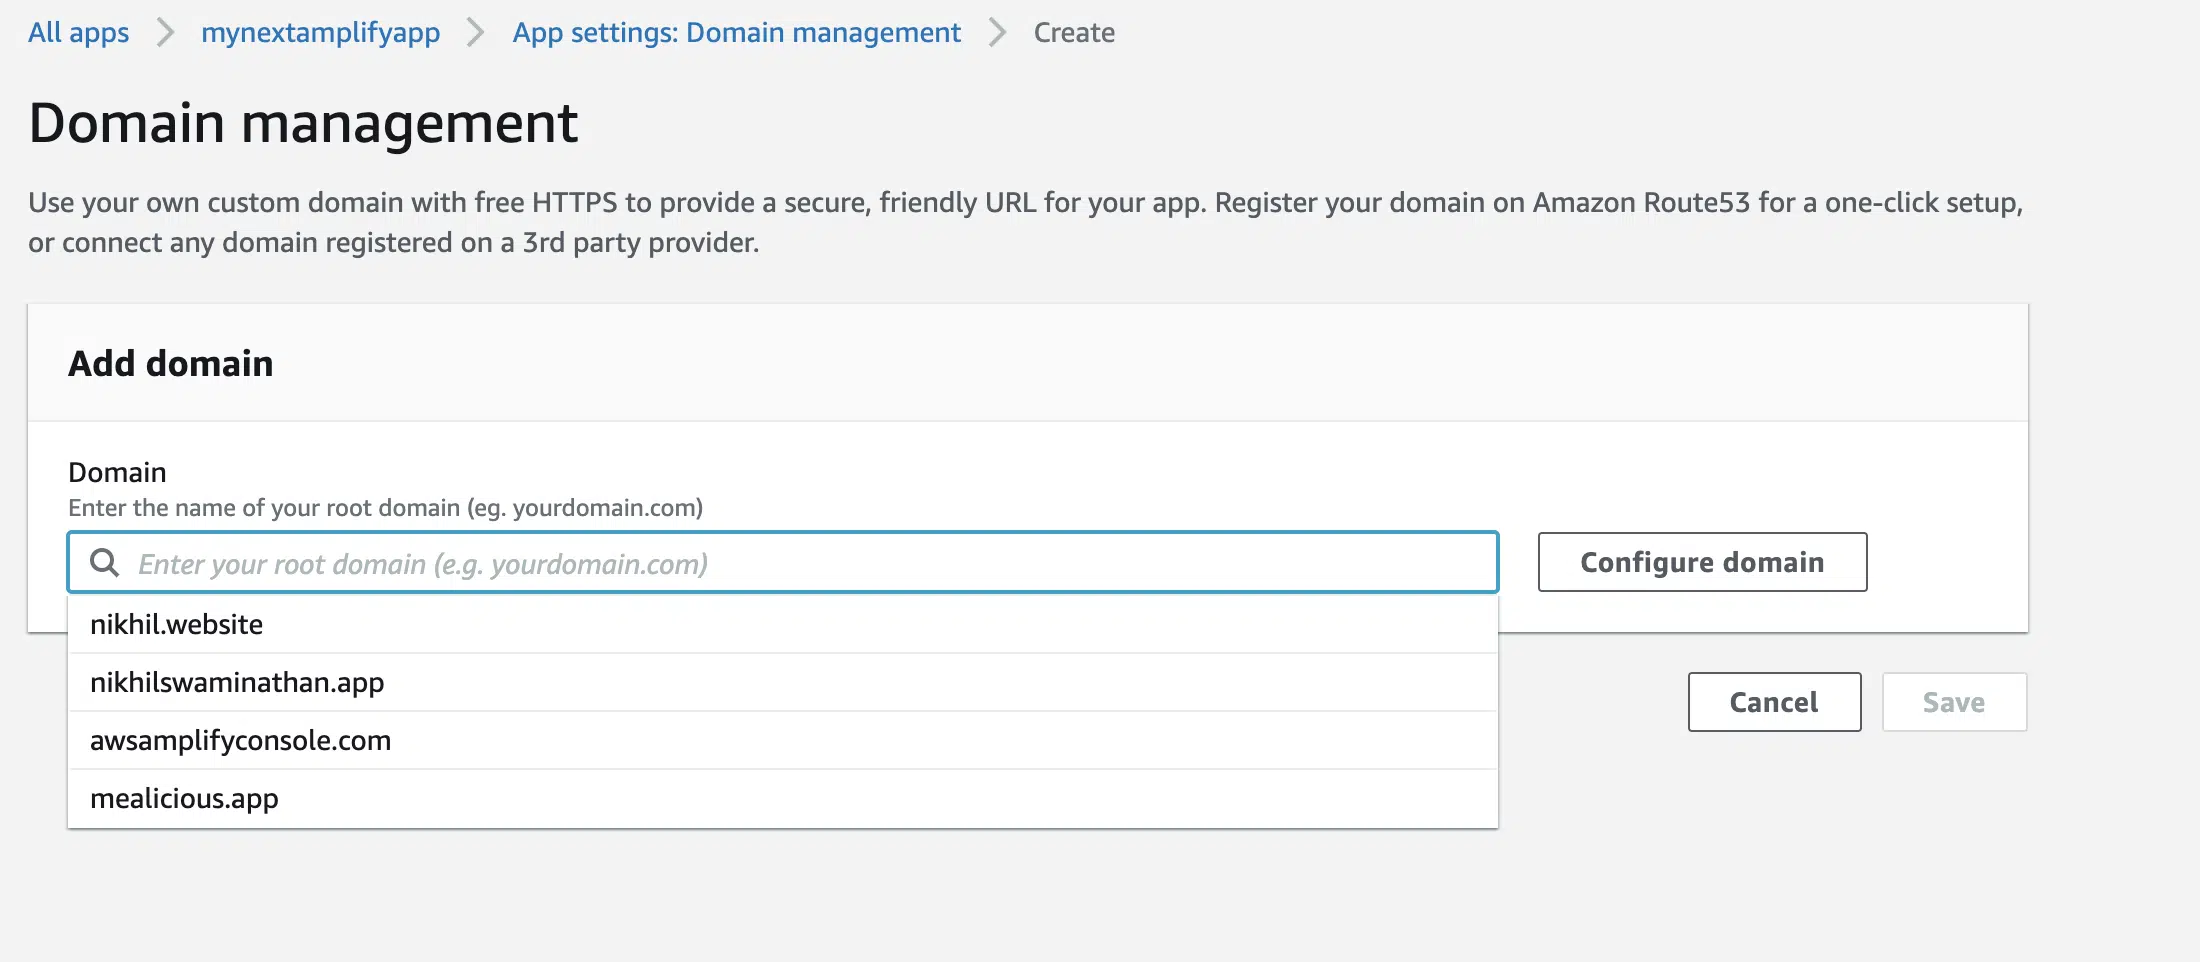 All apps > mynextamplifyapp > App settings: Domain management > Create
Domain management
Use your own custom domain with free HTTPS to provide a secure, friendly URL for your app. Register your domain on Amazon Route53 for a one-click setup,
or connect any domain registered on a 3rd party provider.
Add domain
Domain
Enter the name of your root domain (eg. yourdomain.com)
Enter your root domain (e.g. yourdomain.com)
Configure domain
nikhil.website
nikhilswaminathan.app
awsamplifyconsole.com
mealicious.app
Cancel
Save